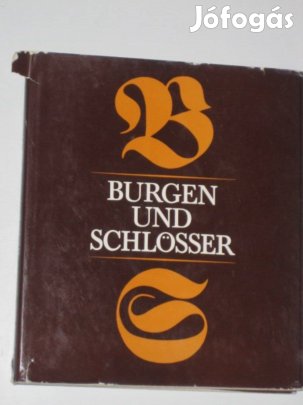 Jófogás
B
BURGEN
UND
SCHLÖSSER
S